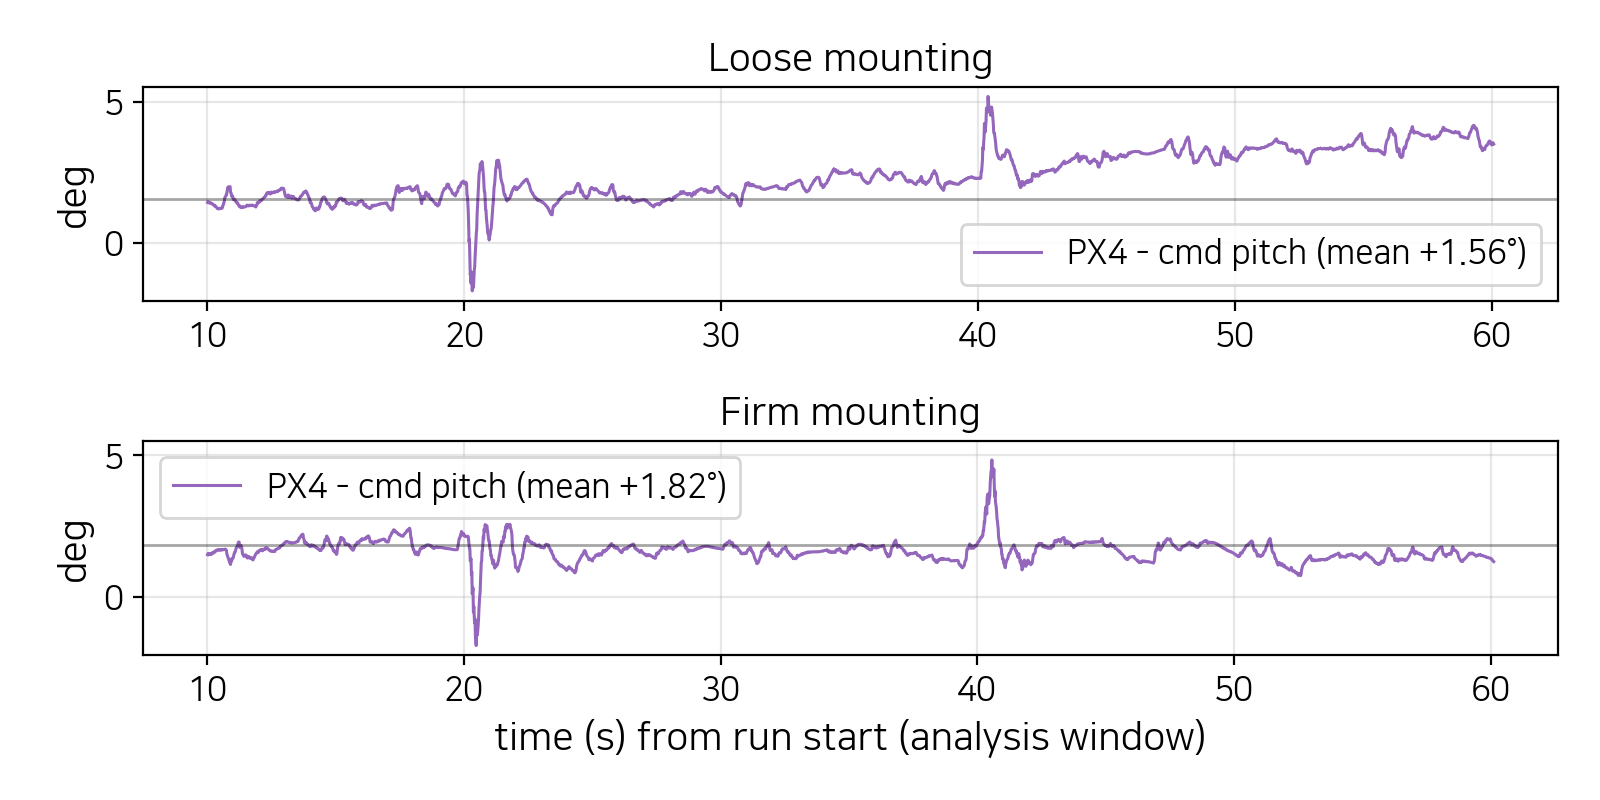 Loose mounting
5
0
deg
PX4 - cmd pitch (mean +1.56°)
10 20 30 40 50 60
Firm mounting
5
0
deg
PX4 - cmd pitch (mean +1.82°)
10 20 30 40 50 60
time (s) from run start (analysis window)